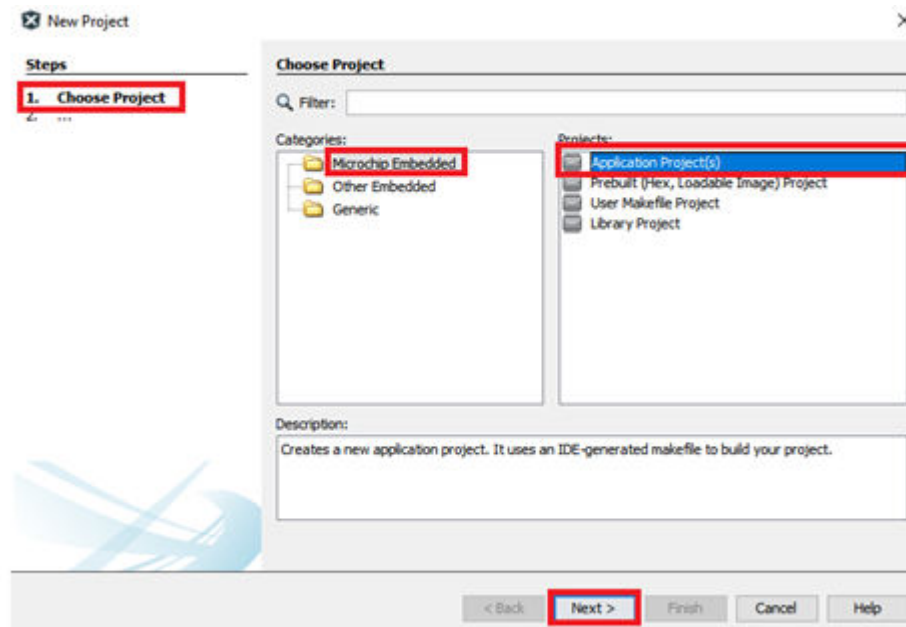 New Project
Steps
1. Choose Project
2. ...
Choose Project
Filter:
Categories:
Microchip Embedded
Other Embedded
Generic
Projects:
Application Project(s)
Prebuilt (Hex, Loadable Image) Project
User Makefile Project
Library Project
Description:
Creates a new application project. It uses an IDE-generated makefile to build your project.
< Back Next > Finish Cancel Help